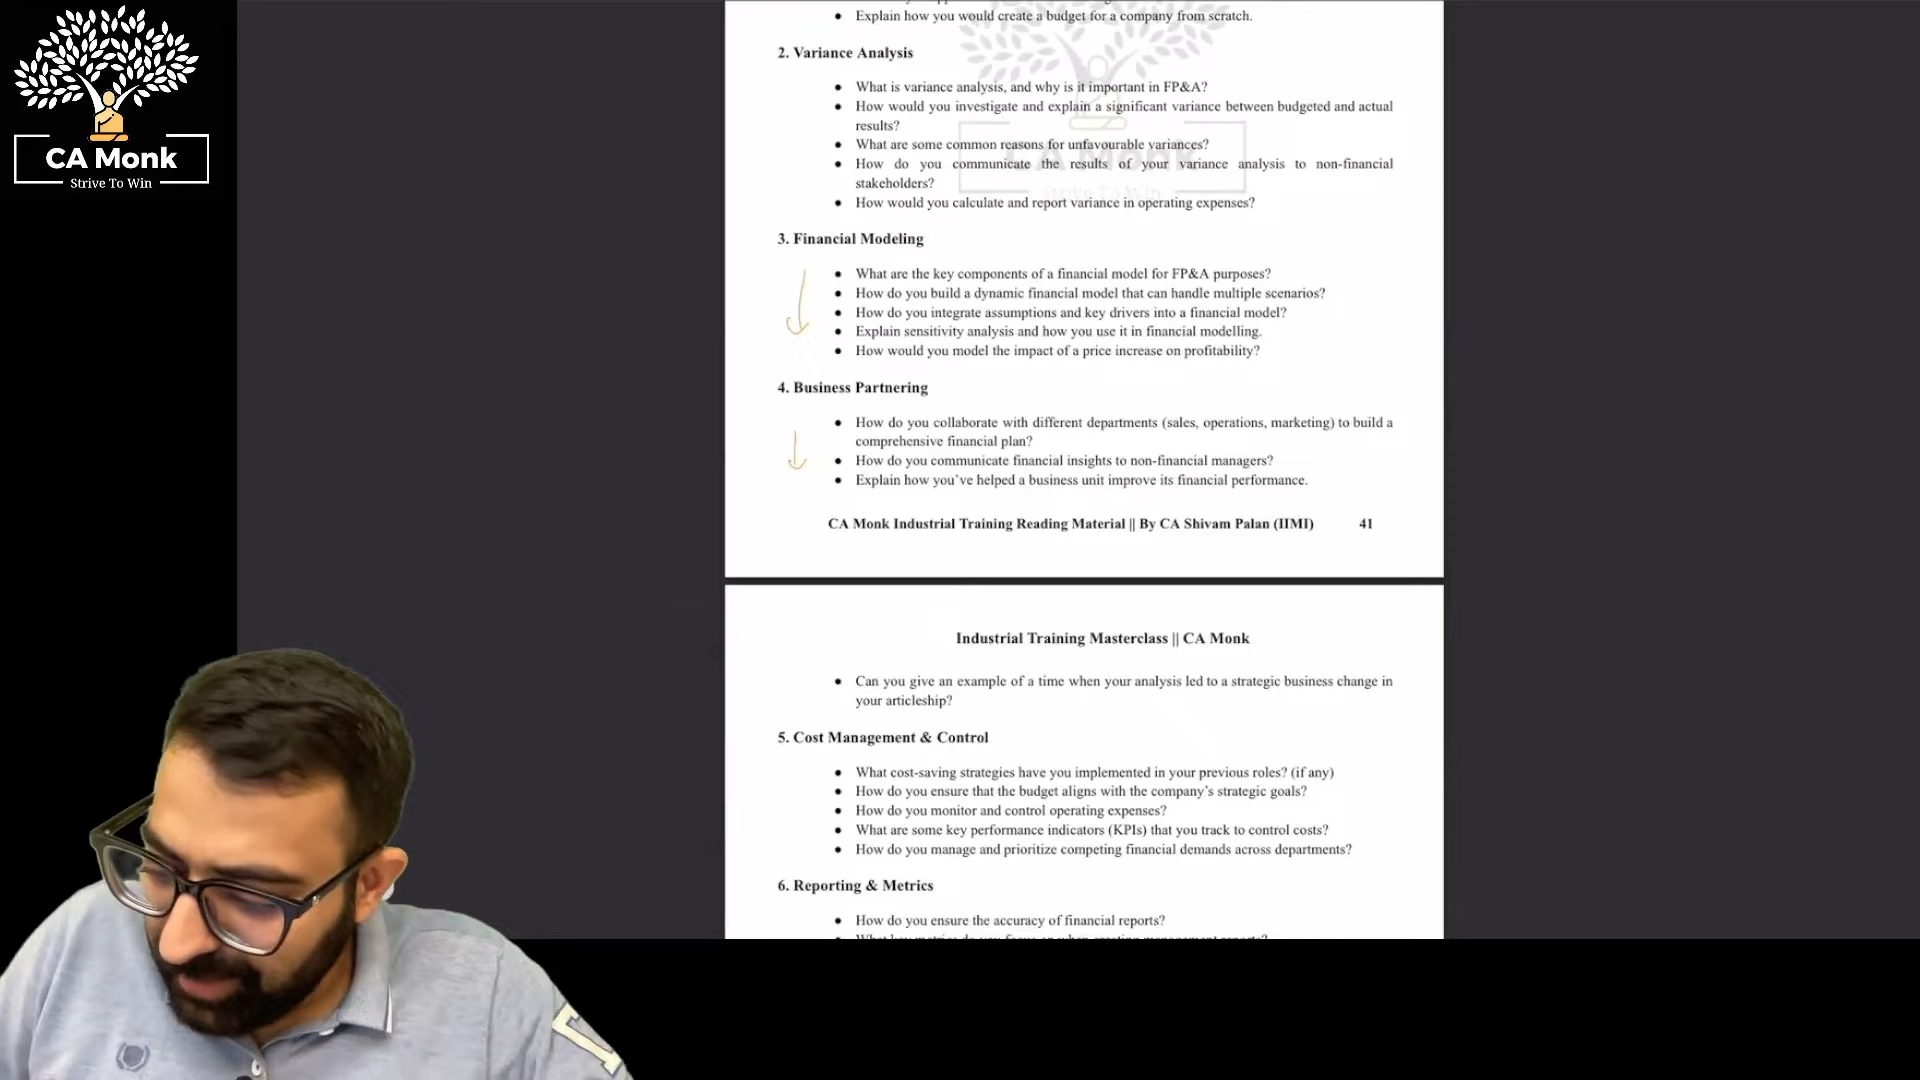 CA Monk
Strive To Win
• Explain how you would create a budget for a company from scratch.
2. Variance Analysis
• What is variance analysis, and why is it important in FP&A?
• How would you investigate and explain a significant variance between budgeted and actual
results?
• What are some common reasons for unfavourable variances?
• How do you communicate the results of your variance analysis to non-financial
stakeholders?
• How would you calculate and report variance in operating expenses?
3. Financial Modeling
• What are the key components of a financial model for FP&A purposes?
• How do you build a dynamic financial model that can handle multiple scenarios?
• How do you integrate assumptions and key drivers into a financial model?
• Explain sensitivity analysis and how you use it in financial modelling.
• How would you model the impact of a price increase on profitability?
4. Business Partnering
• How do you collaborate with different departments (sales, operations, marketing) to build a
comprehensive financial plan?
• How do you communicate financial insights to non-financial managers?
• Explain how you've helped a business unit improve its financial performance.
CA Monk Industrial Training Reading Material || By CA Shivam Palan (IIMI) 41
Industrial Training Masterclass || CA Monk
• Can you give an example of a time when your analysis led to a strategic business change in
your articleship?
5. Cost Management & Control
• What cost-saving strategies have you implemented in your previous roles? (if any)
• How do you ensure that the budget aligns with the company's strategic goals?
• How do you monitor and control operating expenses?
• What are some key performance indicators (KPIs) that you track to control costs?
• How do you manage and prioritize competing financial demands across departments?
6. Reporting & Metrics
• How do you ensure the accuracy of financial reports?